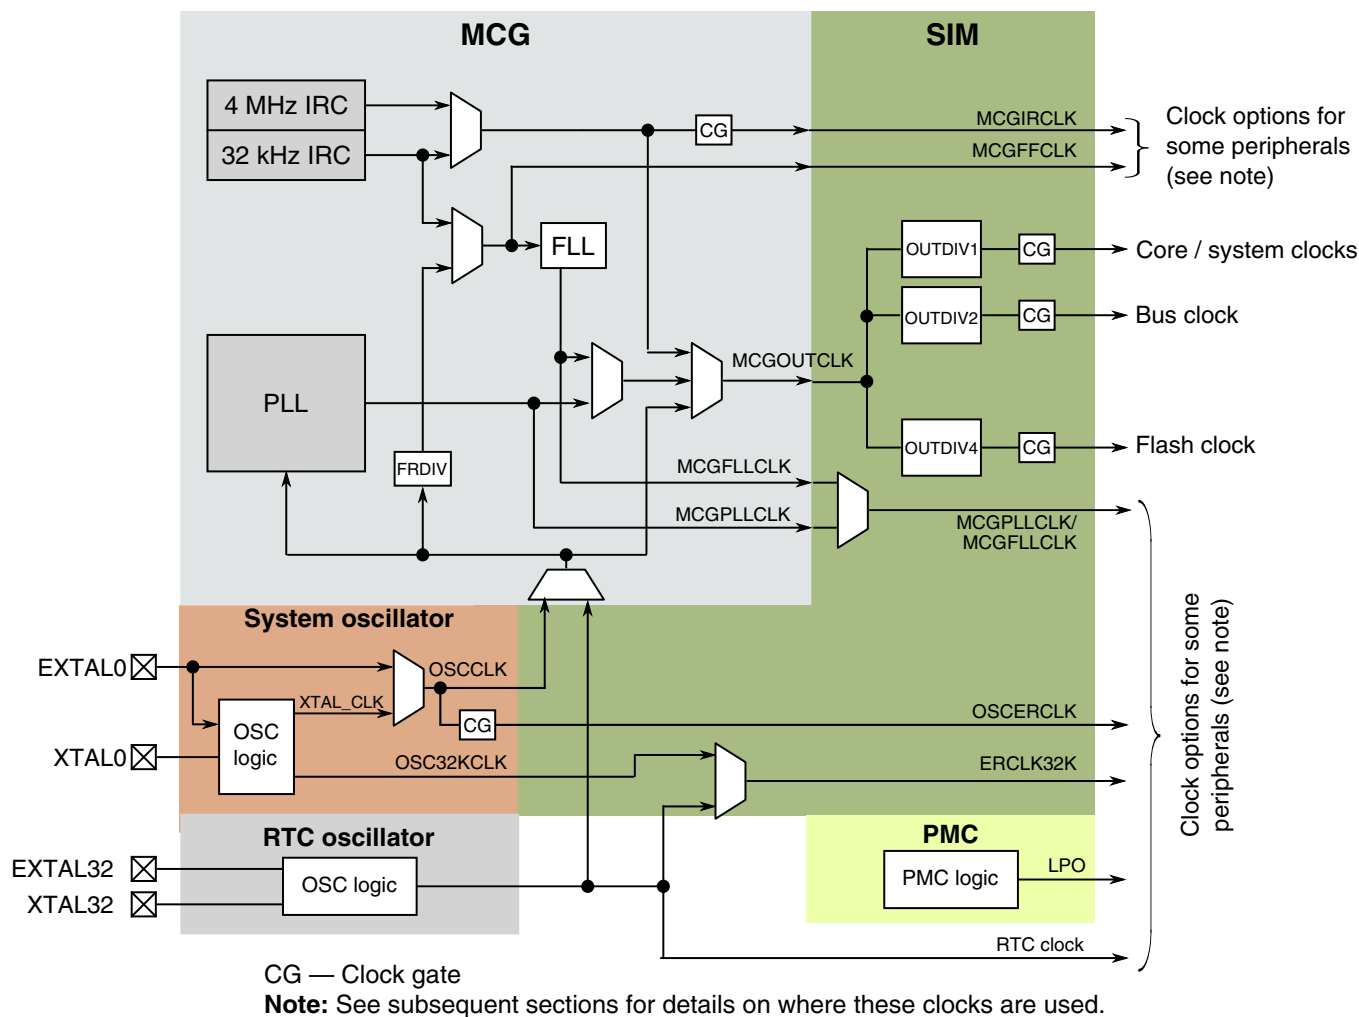 MCG
SIM
4 MHz IRC
32 kHz IRC
CG
MCGIRCLK
MCGFFCLK
Clock options for
some peripherals
(see note)
FLL
OUTDIV1
CG
Core / system clocks
OUTDIV2
CG
Bus clock
MCGOUTCLK
PLL
OUTDIV4
CG
Flash clock
FRDIV
MCGFLLCLK
MCGPLLCLK
MCGPLLCLK/
MCGFLLCLK
System oscillator
EXTAL0
OSCCLK
XTAL_CLK
OSC
logic
CG
OSCERCLK
XTAL0
OSC32KCLK
ERCLK32K
Clock options for some
peripherals (see note)
RTC oscillator
PMC
EXTAL32
XTAL32
OSC logic
PMC logic
LPO
RTC clock
CG — Clock gate
Note: See subsequent sections for details on where these clocks are used.